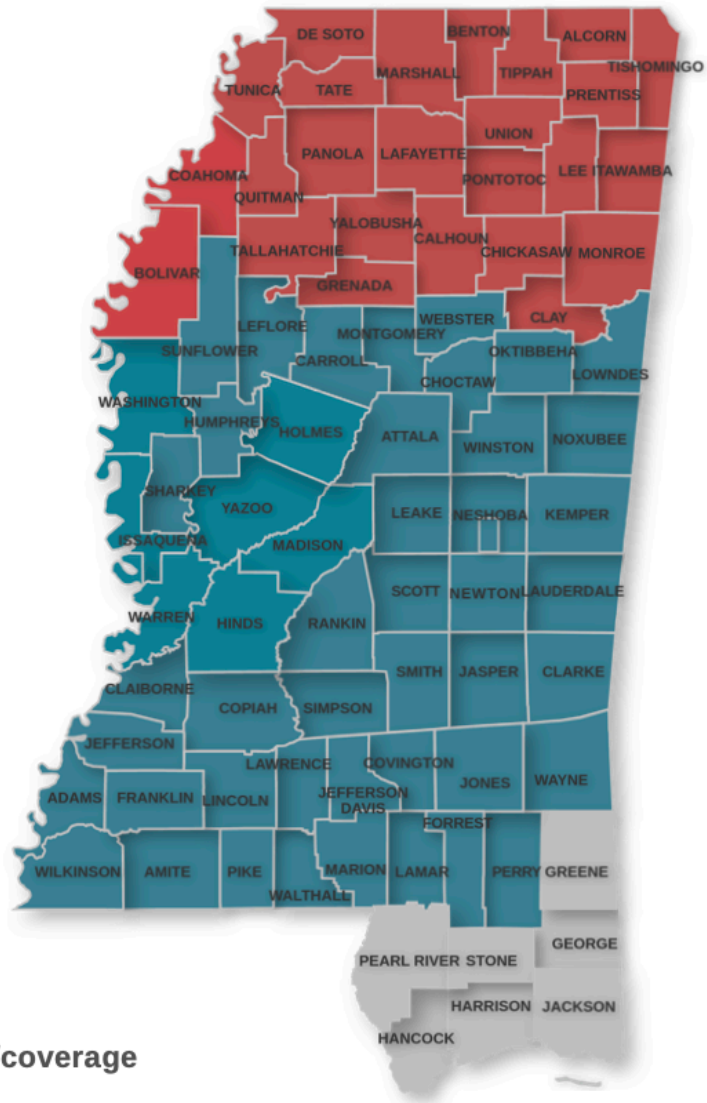 DE SOTO
BENTON
ALCORN
TISHOMINGO
MARSHALL
TIPPAH
TUNICA
TATE
PRENTISS
UNION
PANOLA
LAFAYETTE
COAHOMA
LEE
ITAWAMBA
PONTOTOC
QUITMAN
YALOBUSHA
CALHOUN
TALLAHATCHIE
CHICKASAW
MONROE
BOLIVAR
GRENADA
WEBSTER
CLAY
LEFLORE
MONTGOMERY
SUNFLOWER
OKTIBBEHA
CARROLL
CHOCTAW
LOWNDES
WASHINGTON
HUMPHREYS
HOLMES
ATTALA
WINSTON
NOXUBEE
SHARKEY
YAZOO
LEAKE
NESHOBA
KEMPER
ISSAQUENA
MADISON
SCOTT
NEWTON
LAUDERDALE
WARREN
HINDS
RANKIN
SMITH
JASPER
CLARKE
CLAIBORNE
COPIAH
SIMPSON
JEFFERSON
LAWRENCE
COVINGTON
JONES
WAYNE
ADAMS
FRANKLIN
LINCOLN
JEFFERSON
DAVIS
FORREST
WILKINSON
AMITE
PIKE
MARION
LAMAR
PERRY
GREENE
WALTHALL
GEORGE
PEARL RIVER
STONE
HARRISON
JACKSON
HANCOCK
coverage